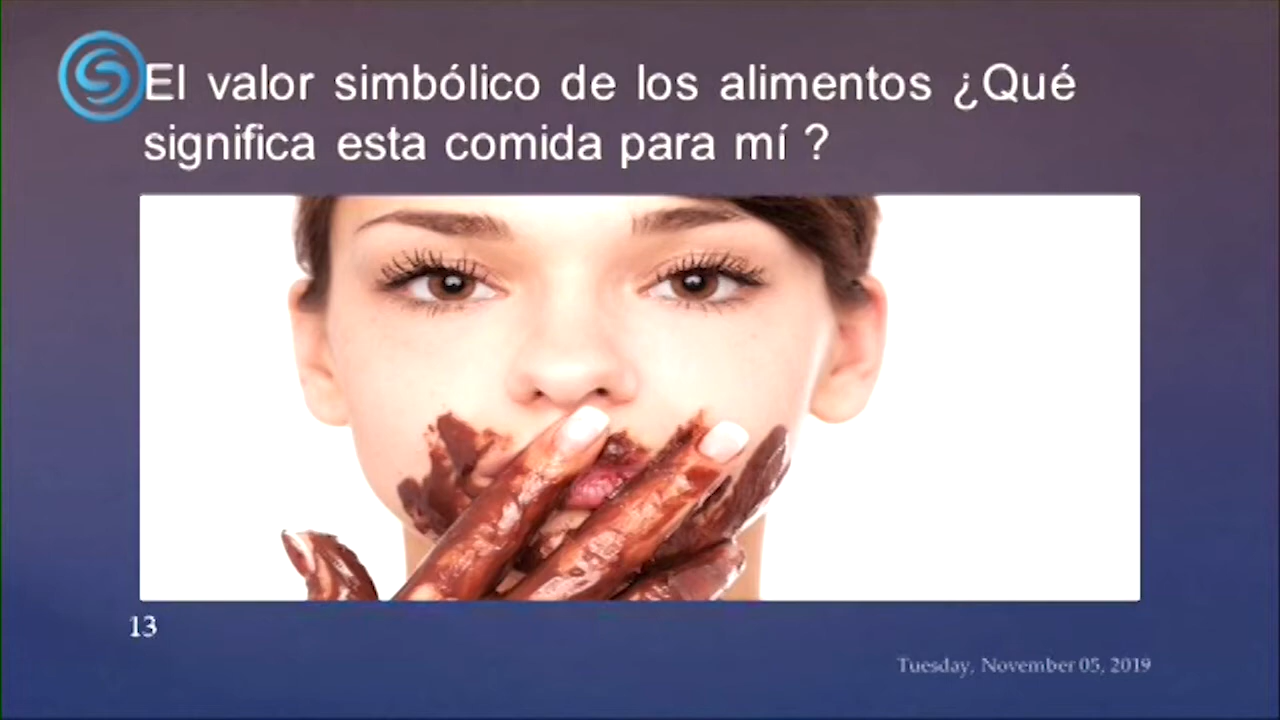 El valor simbólico de los alimentos ¿Qué
significa esta comida para mí ?
13
Tuesday, November 05, 2019